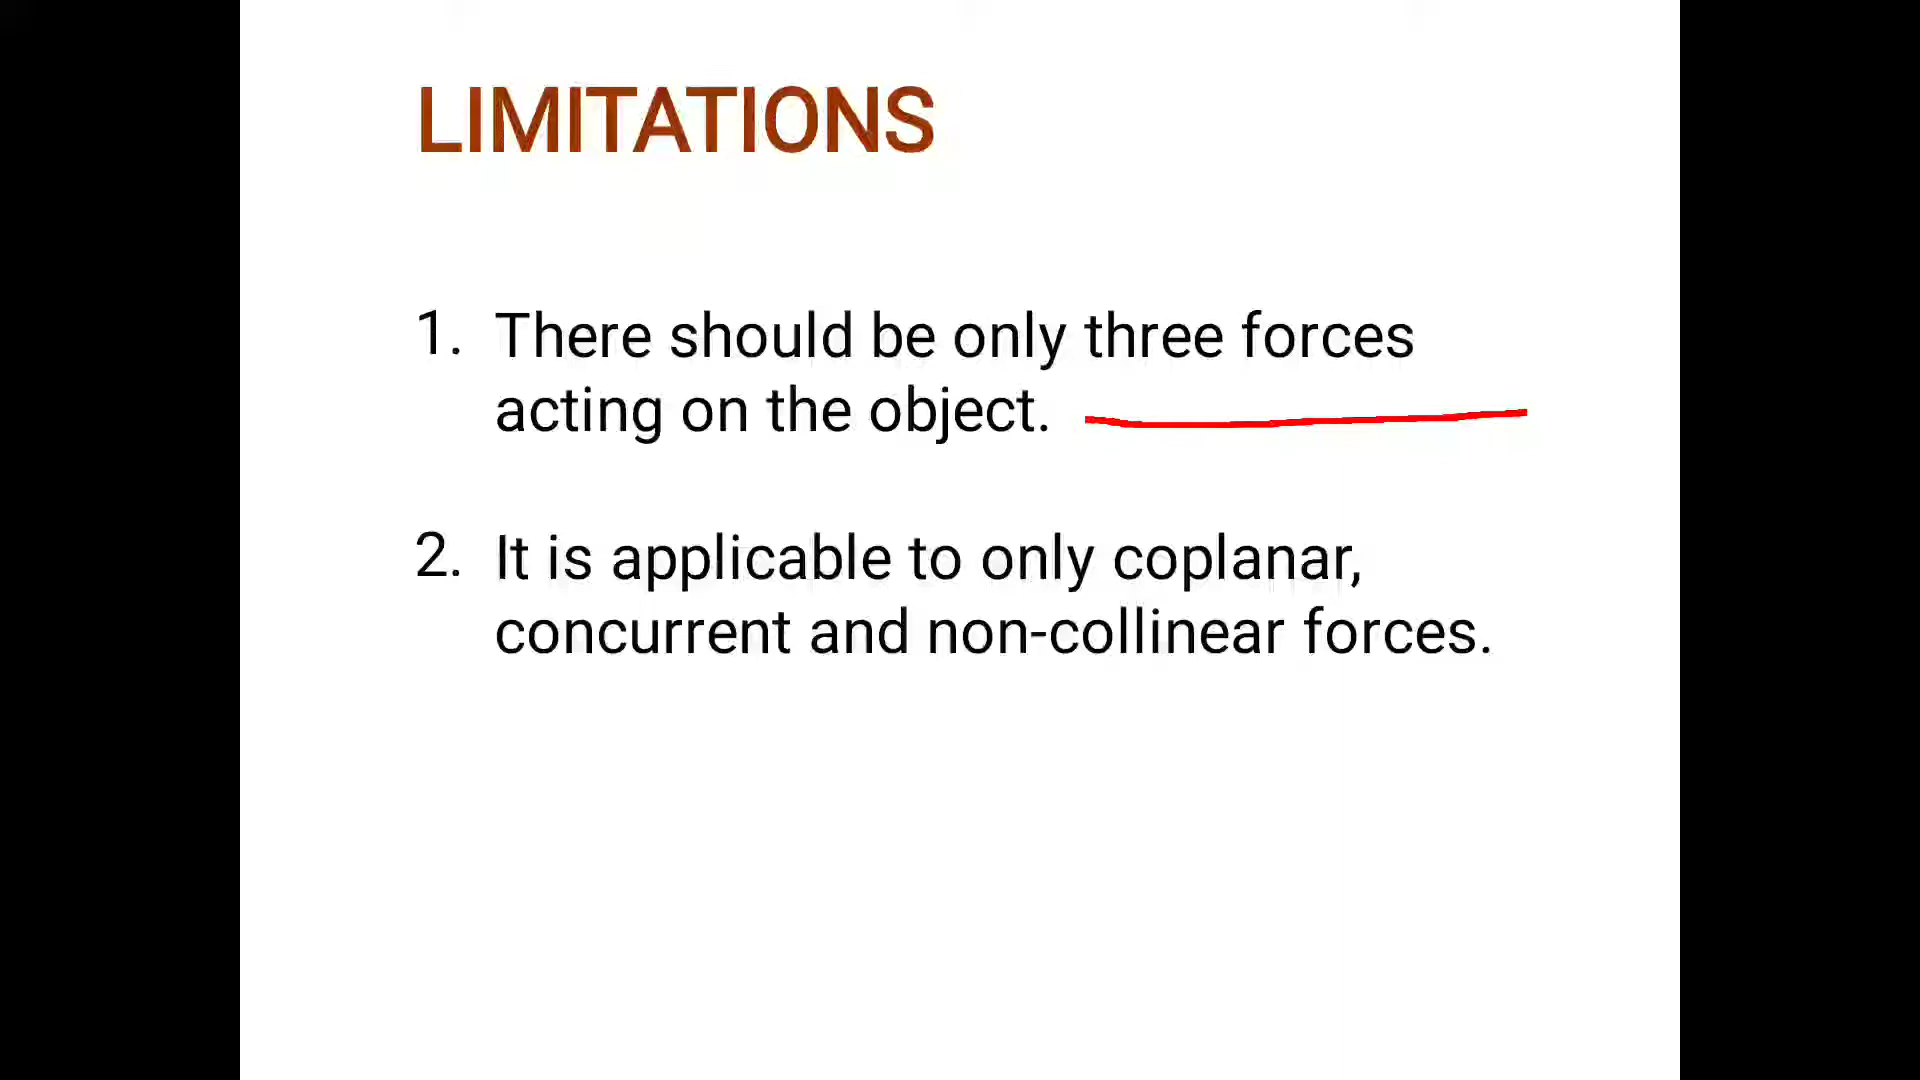 LIMITATIONS
1. There should be only three forces
acting on the object.
2. It is applicable to only coplanar,
concurrent and non-collinear forces.